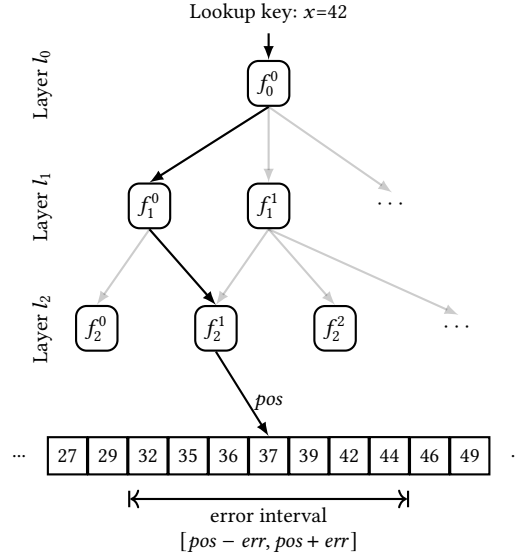 Lookup key: x=42
Layer l₀
f₀⁰
Layer l₁
f₁⁰ f₁¹ ...
Layer l₂
f₂⁰ f₂¹ f₂² ...
pos
... 27 29 32 35 36 37 39 42 44 46 49 .
error interval
[pos − err, pos + err]